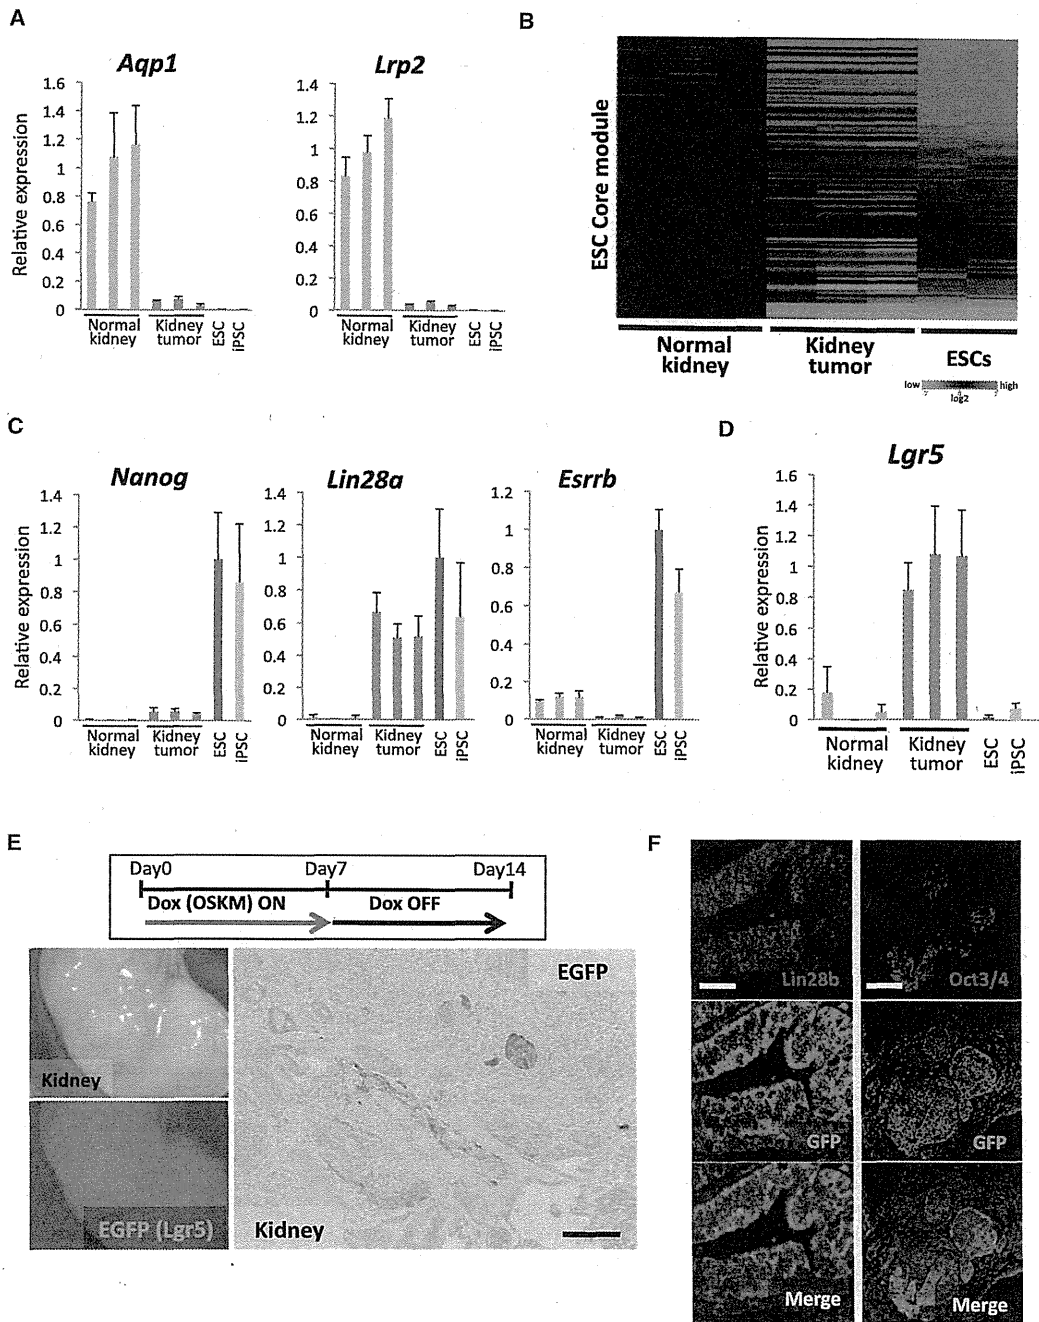 A
Aqp1
Relative expression
1.6
1.4
1.2
1
0.8
0.6
0.4
0.2
0
Normal kidney
Kidney tumor
ESC
iPSC
Lrp2
1.4
1.2
1
0.8
0.6
0.4
0.2
0
Normal kidney
Kidney tumor
ESC
iPSC
B
ESC Core module
Normal kidney
Kidney tumor
ESCs
low
high
log2
C
Nanog
Relative expression
1.4
1.2
1
0.8
0.6
0.4
0.2
0
Normal kidney
Kidney tumor
ESC
iPSC
Lin28a
1.4
1.2
1
0.8
0.6
0.4
0.2
0
Normal kidney
Kidney tumor
ESC
iPSC
Esrrb
1.2
1
0.8
0.6
0.4
0.2
0
Normal kidney
Kidney tumor
ESC
iPSC
D
Lgr5
Relative expression
1.6
1.4
1.2
1
0.8
0.6
0.4
0.2
0
Normal kidney
Kidney tumor
ESC
iPSC
E
Day0 Day7 Day14
Dox (OSKM) ON Dox OFF
Kidney
EGFP (Lgr5)
EGFP
Kidney
F
Lin28b
Oct3/4
GFP
GFP
Merge
Merge